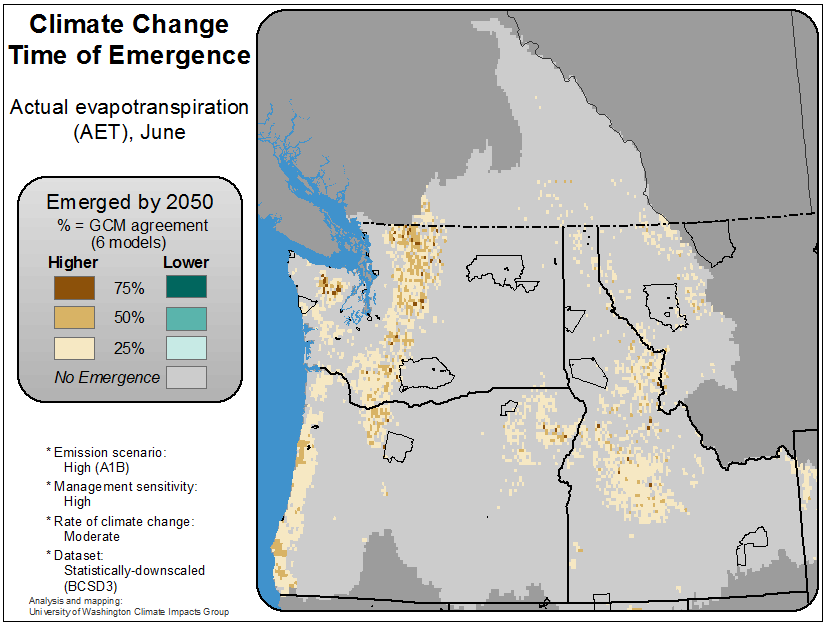 Climate Change
Time of Emergence
Actual evapotranspiration
(AET), June
Emerged by 2050
% = GCM agreement
(6 models)
Higher Lower
75%
50%
25%
No Emergence
* Emission scenario:
High (A1B)
* Management sensitivity:
High
* Rate of climate change:
Moderate
* Dataset:
Statistically-downscaled
(BCSD3)
Analysis and mapping:
University of Washington Climate Impacts Group